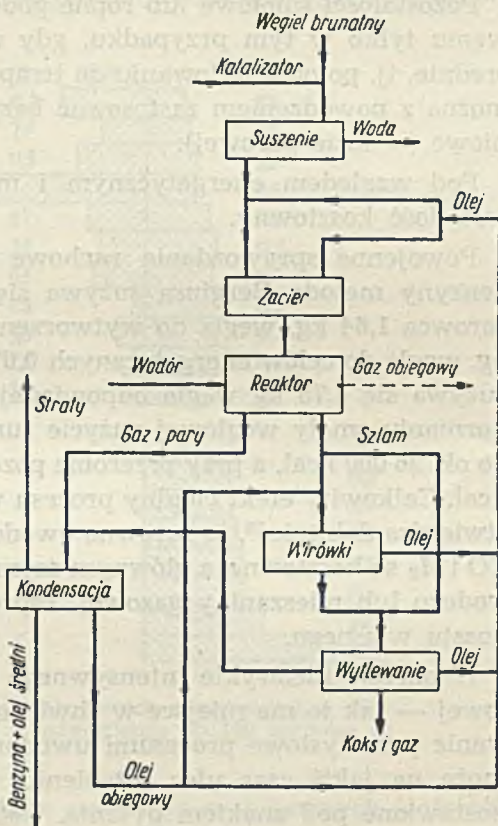 Węgiel brunatny
Katalizator
Suszenie
Woda
Olej
Zacier
Wodór
Reaktor
Gaz obiegowy
Straty
Gaz i pary
Szlam
Wirówki
Olej
Kondensacja
Wytlewanie
Olej
Koks i gaz
Benzyna + olej średni
Olej
obiegowy